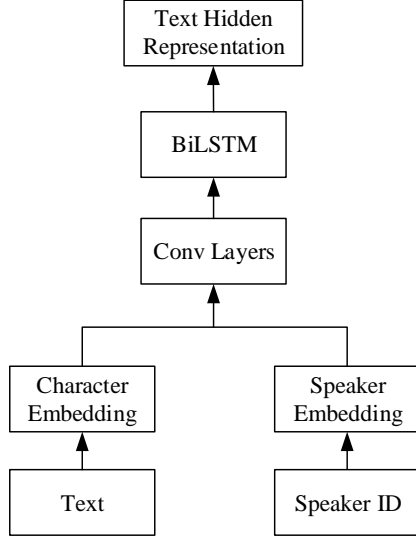 Text Hidden
Representation
BiLSTM
Conv Layers
Character
Embedding
Speaker
Embedding
Text
Speaker ID